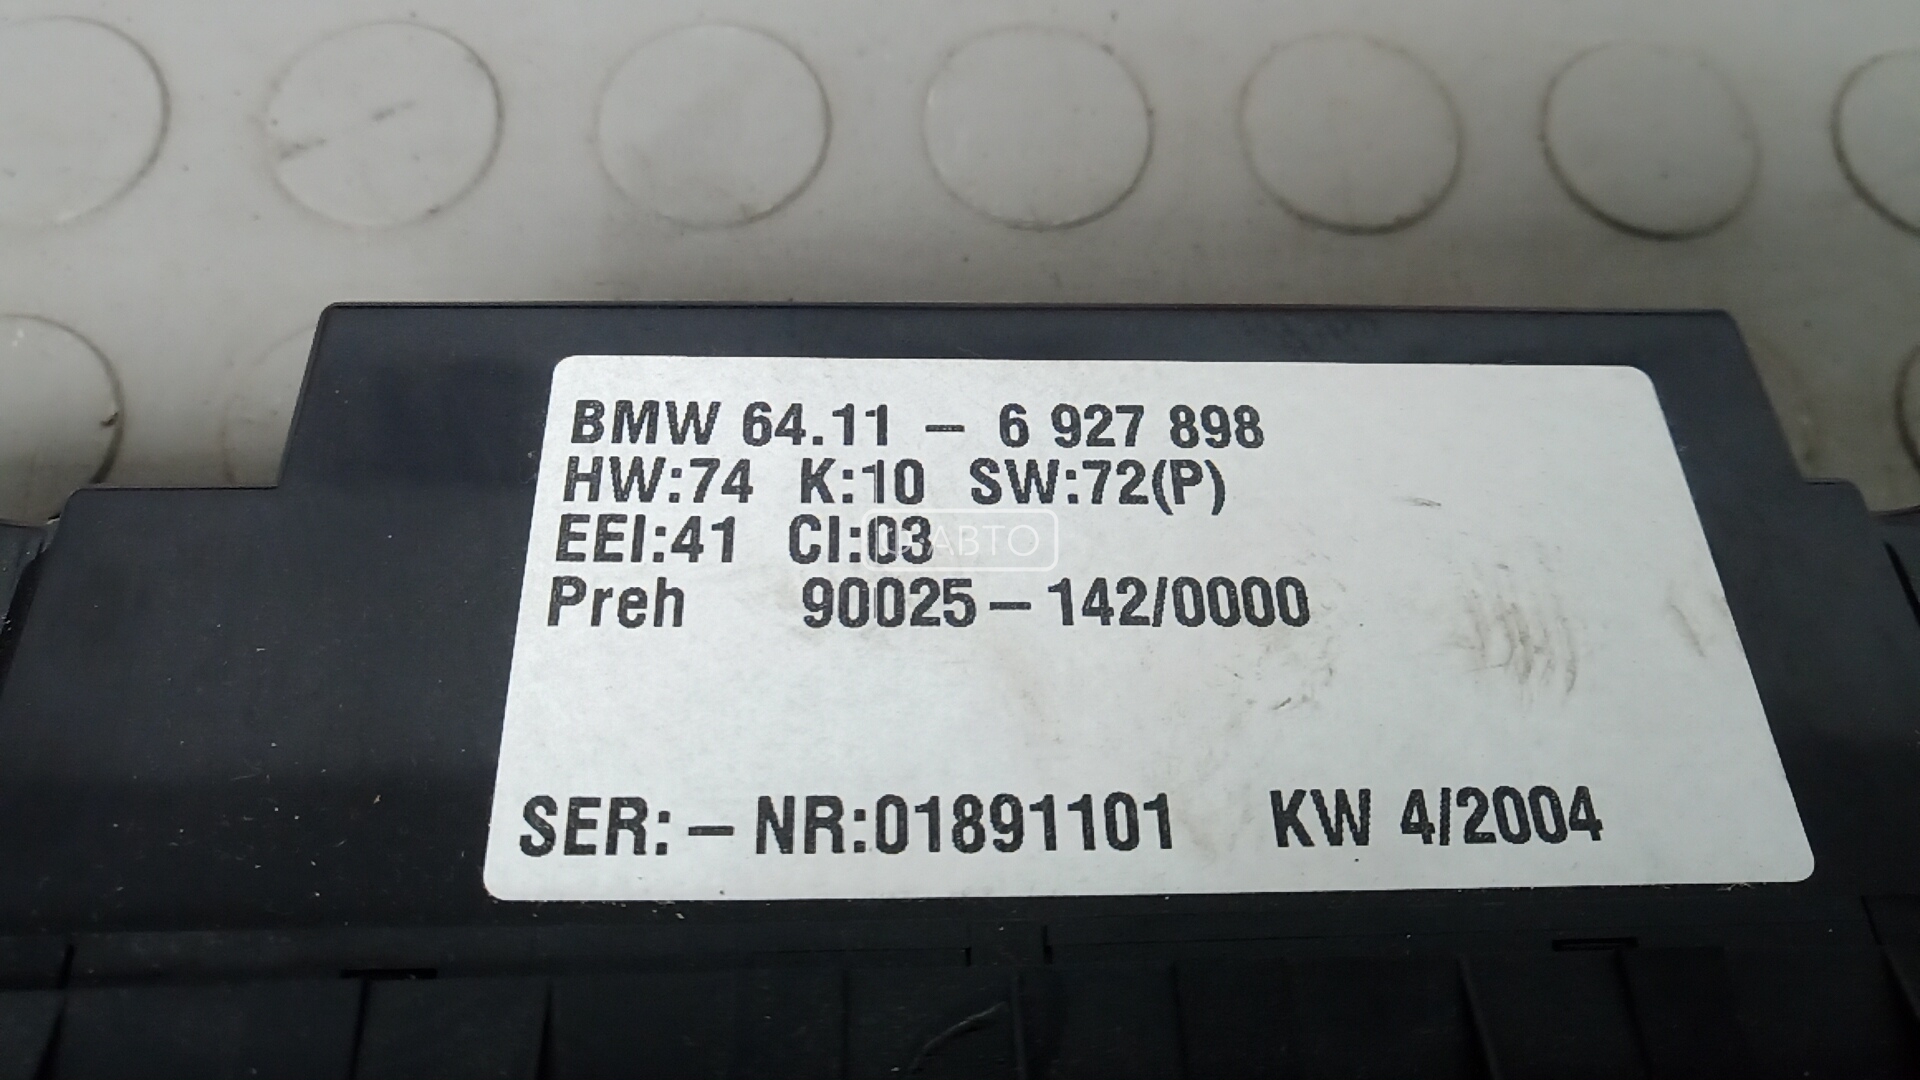 BMW 64.11 – 6 927 898
HW:74 K:10 SW:72(P)
EEI:41 CI:03
АВТО
Preh 90025–142/0000
SER:–NR:01891101 KW 4/2004